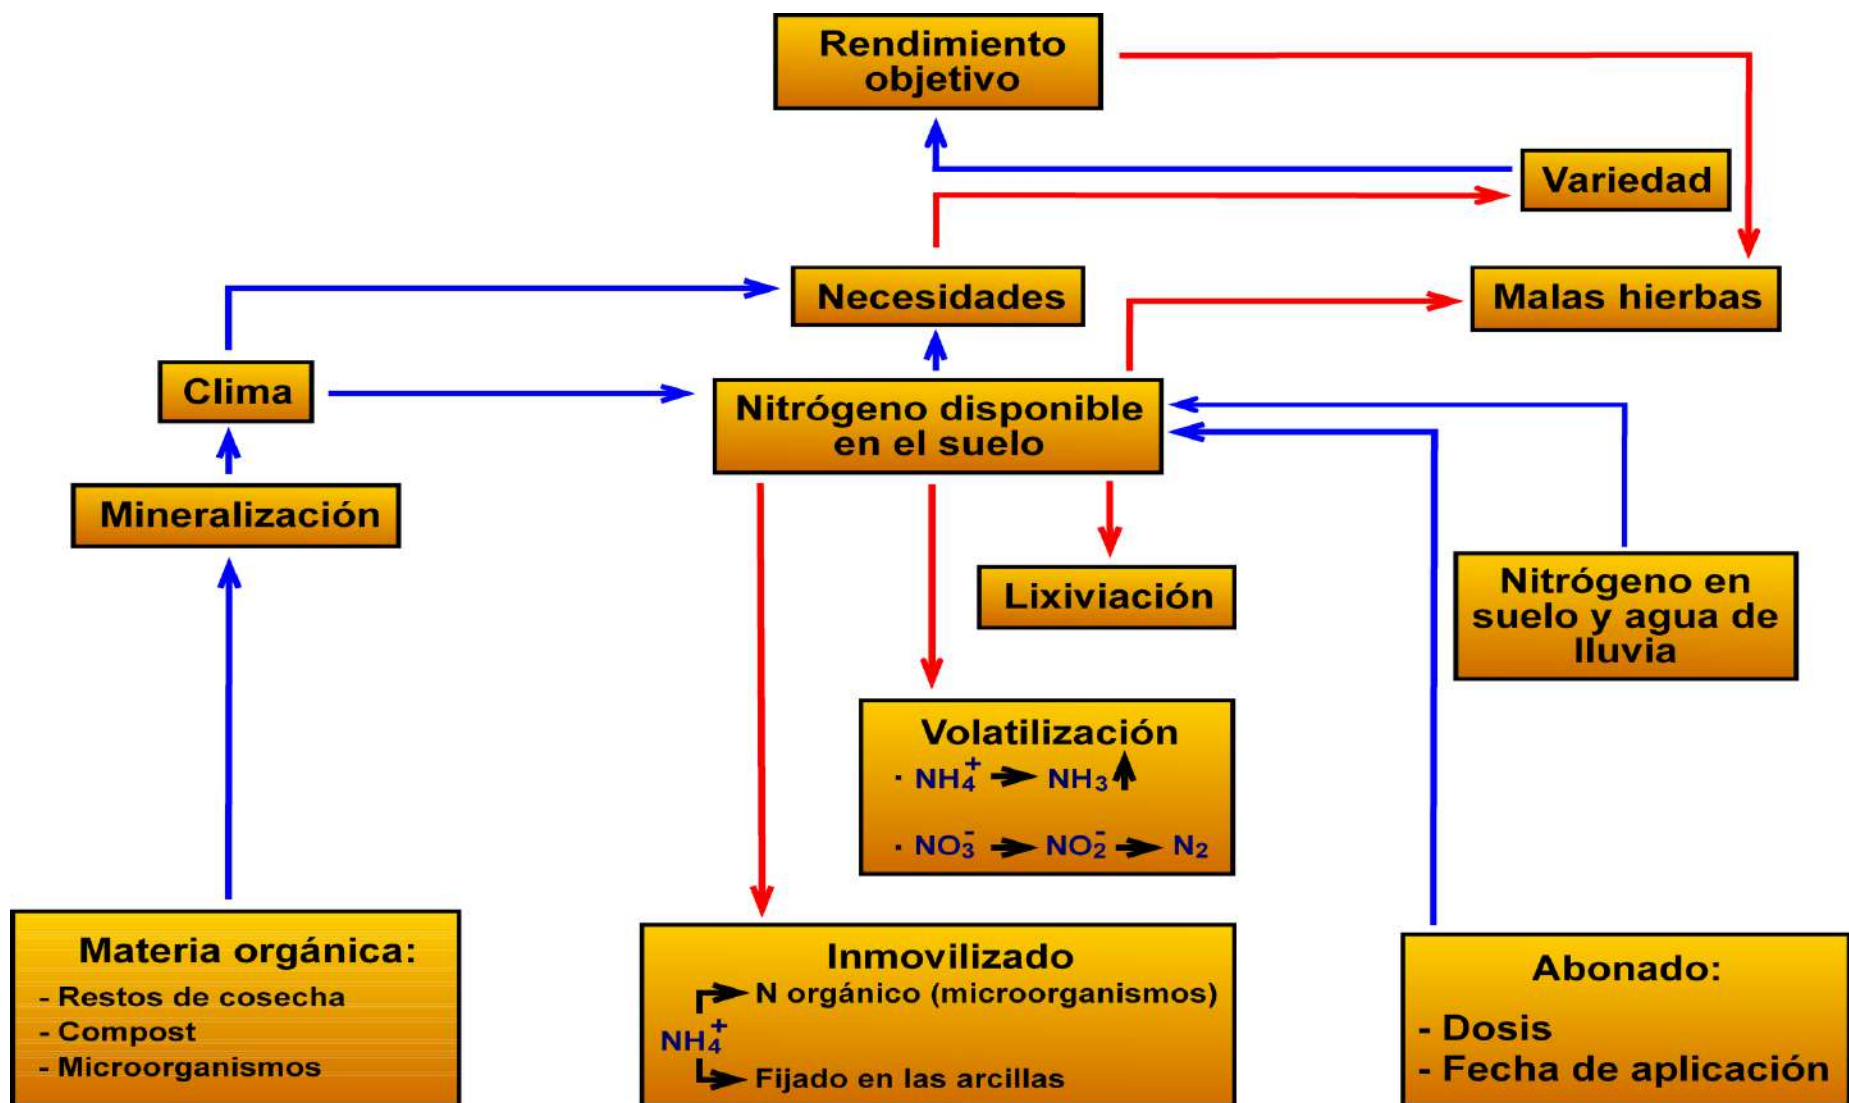 Rendimiento
objetivo
Variedad
Necesidades
Malas hierbas
Clima
Nitrógeno disponible
en el suelo
Mineralización
Lixiviación
Nitrógeno en
suelo y agua de
lluvia
Volatilización
· NH₄⁺ → NH₃ ↑
· NO₃⁻ → NO₂⁻ → N₂
Materia orgánica:
- Restos de cosecha
- Compost
- Microorganismos
Inmovilizado
N orgánico (microorganismos)
NH₄⁺
Fijado en las arcillas
Abonado:
- Dosis
- Fecha de aplicación